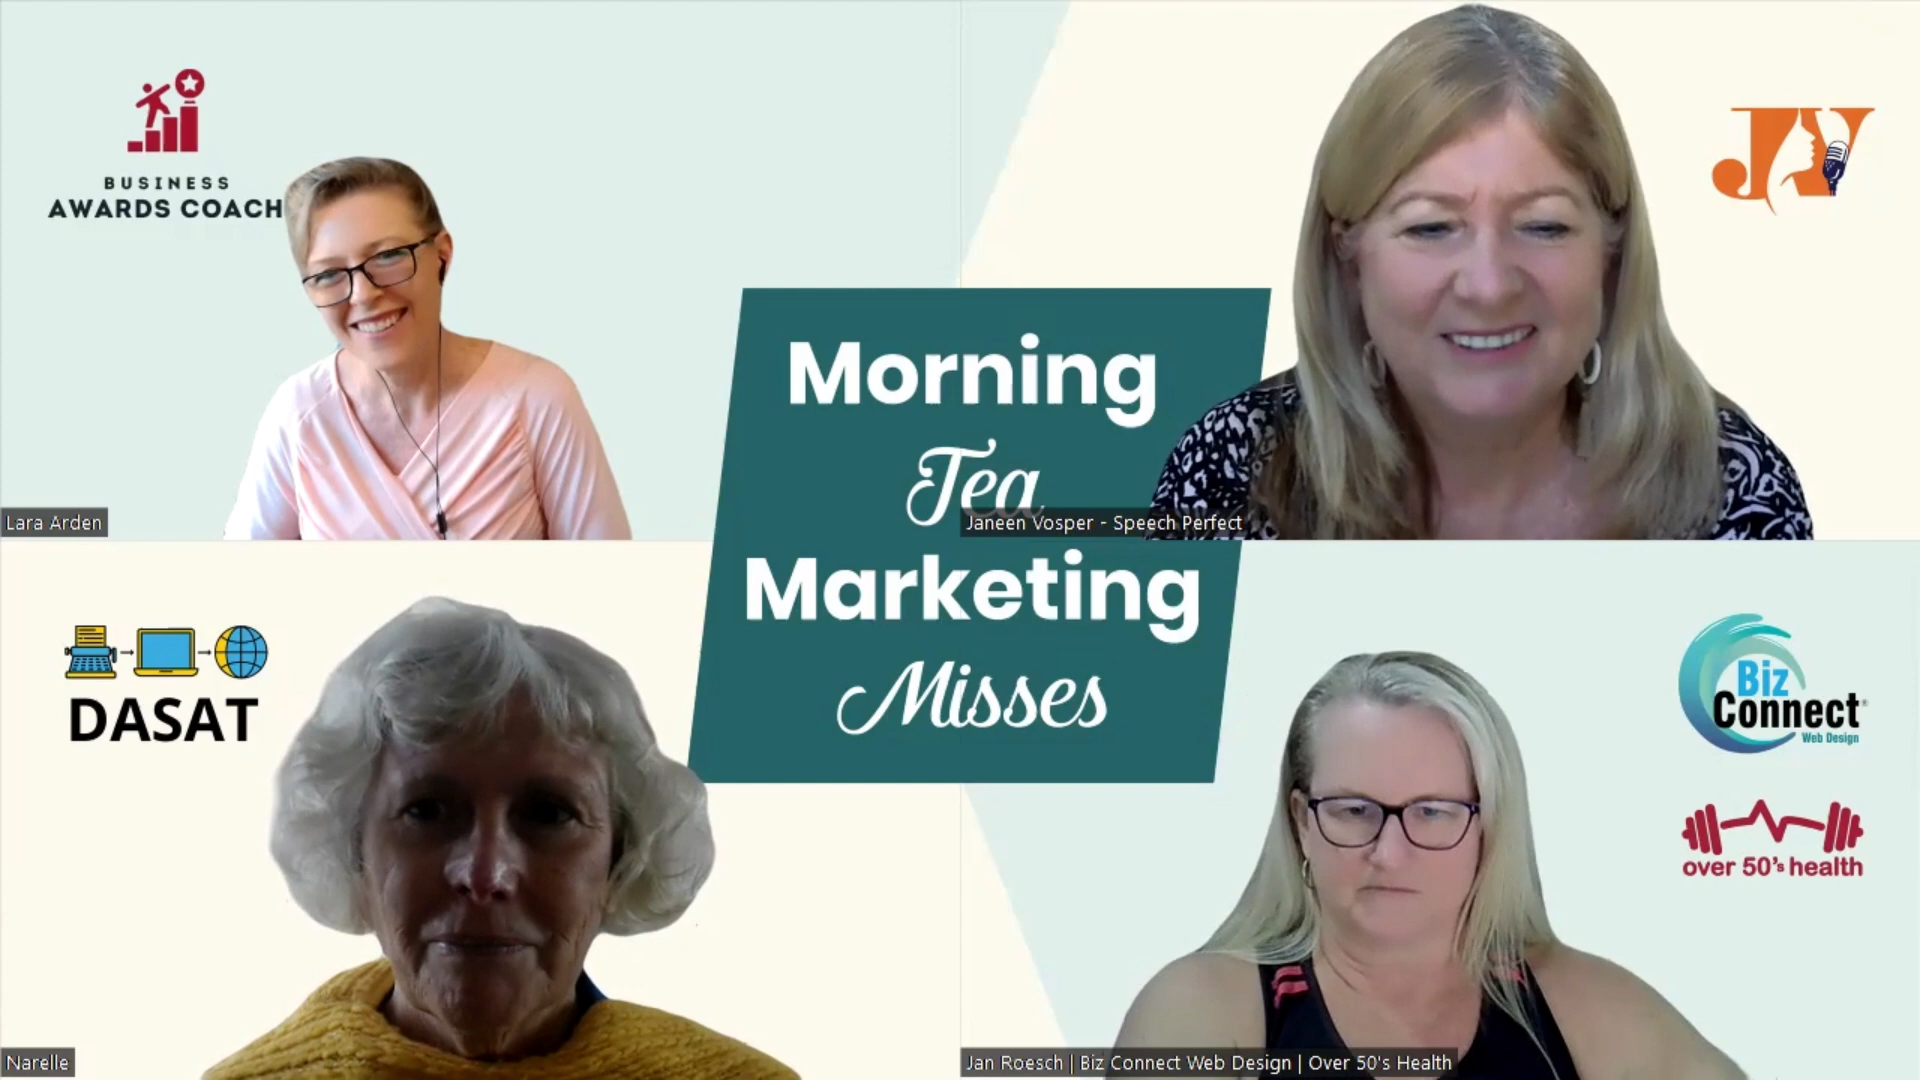 BUSINESS
AWARDS COACH
JV
Morning
Tea
Marketing
Misses
Lara Arden
Janeen Vosper - Speech Perfect
DASAT
Biz
Connect®
Web Design
over 50's health
Narelle
Jan Roesch | Biz Connect Web Design | Over 50's Health